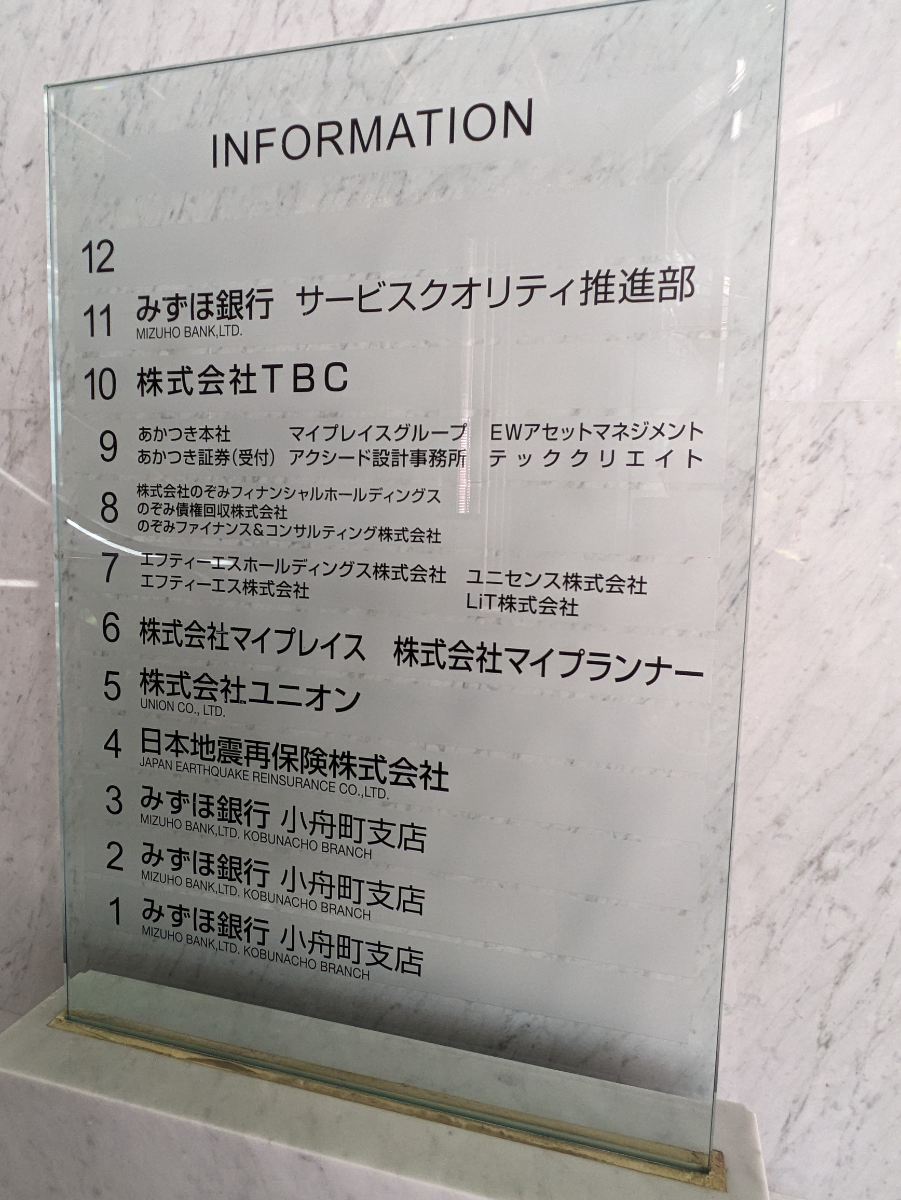 INFORMATION
12
11 みずほ銀行 サービスクオリティ推進部
MIZUHO BANK,LTD.
10 株式会社TBC
9 あかつき本社 マイプレイスグループ EWアセットマネジメント
あかつき証券(受付) アクシード設計事務所 テッククリエイト
8 株式会社のぞみフィナンシャルホールディングス
のぞみ債権回収株式会社
のぞみファイナンス&コンサルティング株式会社
7 エフティーエスホールディングス株式会社 ユニセンス株式会社
エフティーエス株式会社 LiT株式会社
6 株式会社マイプレイス 株式会社マイプランナー
5 株式会社ユニオン
UNION CO., LTD.
4 日本地震再保険株式会社
JAPAN EARTHQUAKE REINSURANCE CO.,LTD.
3 みずほ銀行 小舟町支店
MIZUHO BANK,LTD. KOBUNACHO BRANCH
2 みずほ銀行 小舟町支店
MIZUHO BANK,LTD. KOBUNACHO BRANCH
1 みずほ銀行 小舟町支店
MIZUHO BANK,LTD. KOBUNACHO BRANCH